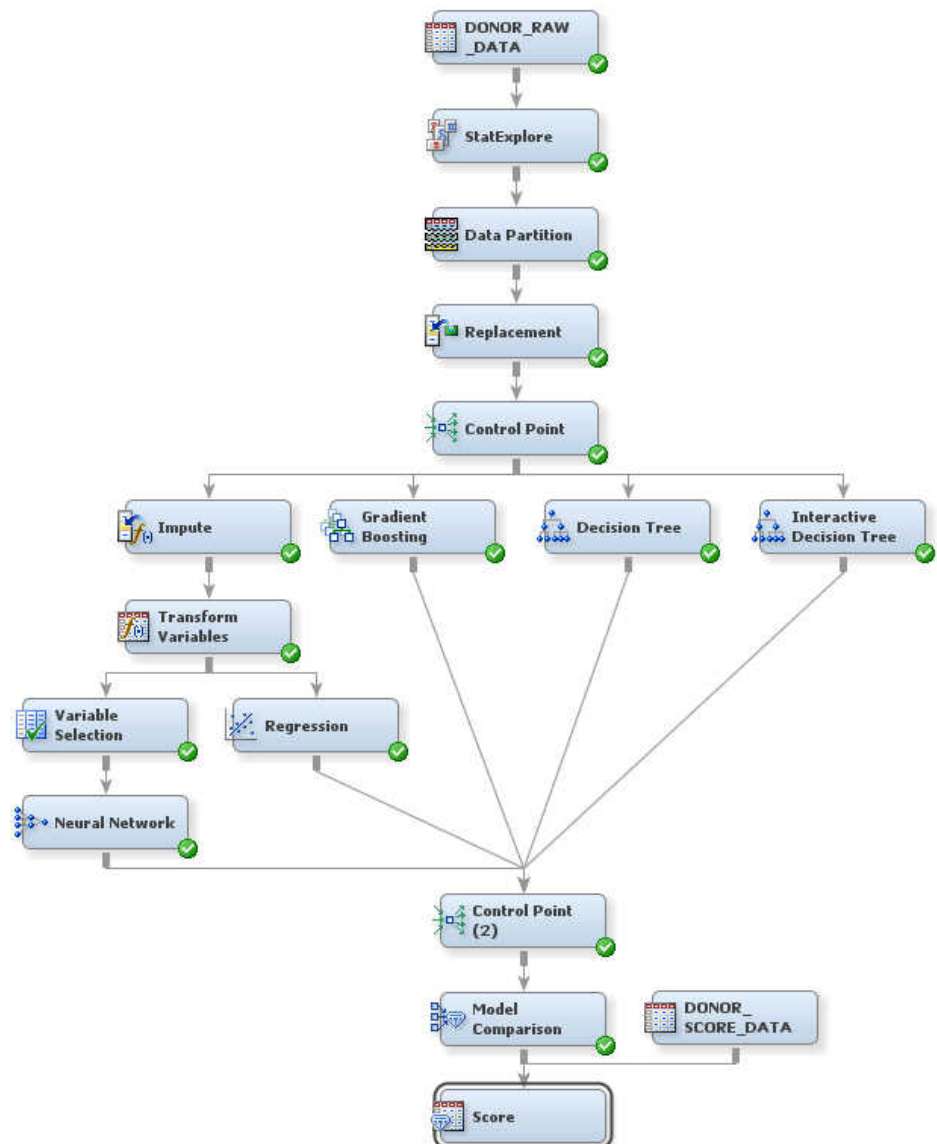 DONOR_RAW
_DATA
StatExplore
Data Partition
Replacement
Control Point
Impute
Gradient
Boosting
Decision Tree
Interactive
Decision Tree
Transform
Variables
Variable
Selection
Regression
Neural Network
Control Point
(2)
Model
Comparison
DONOR_
SCORE_DATA
Score